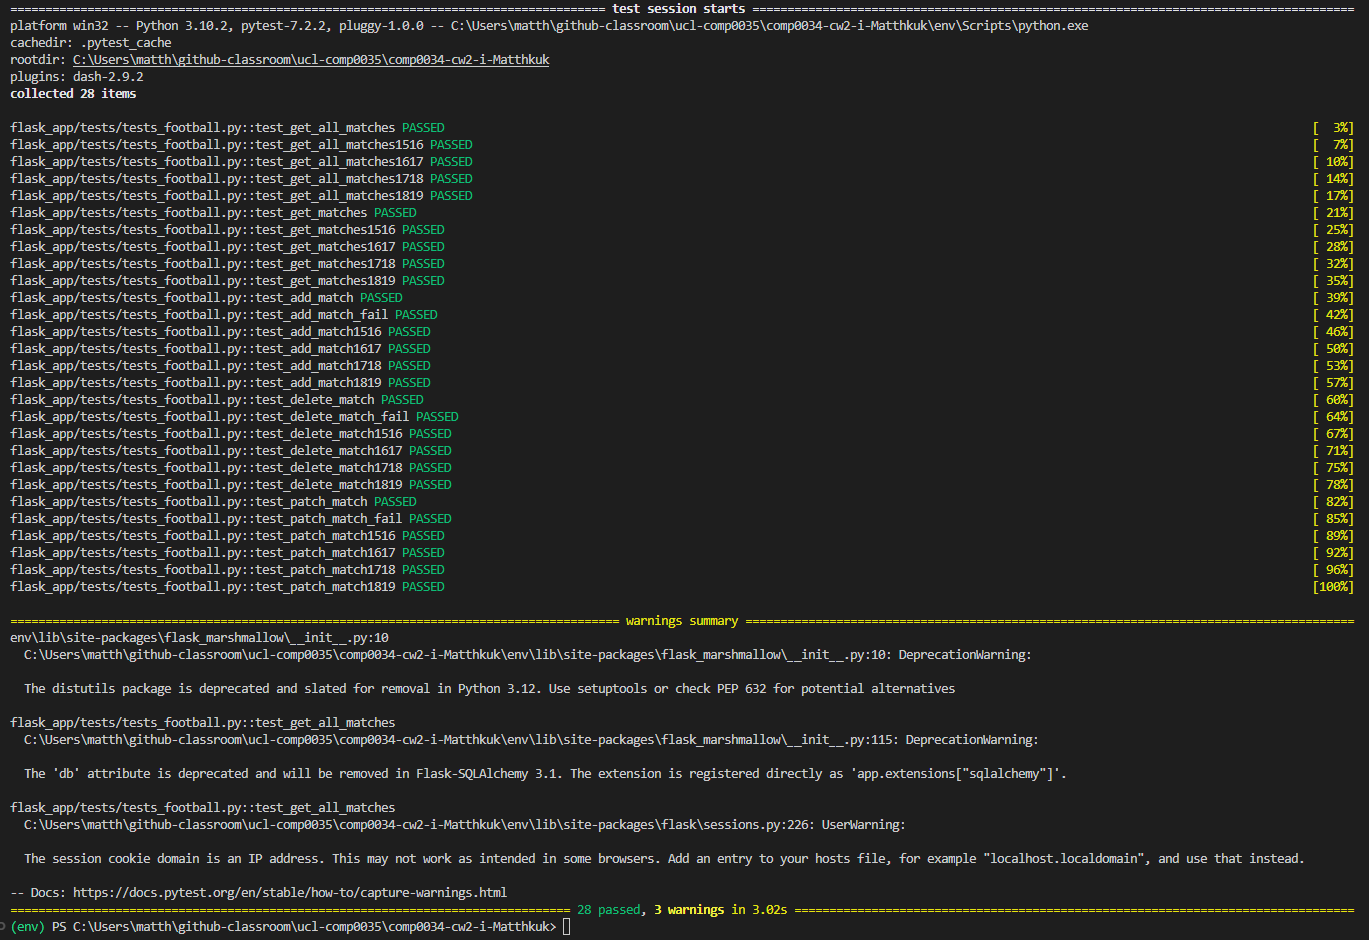 ============================= test session starts =============================
platform win32 -- Python 3.10.2, pytest-7.2.2, pluggy-1.0.0 -- C:\Users\matth\github-classroom\ucl-comp0035\comp0034-cw2-i-Matthkuk\env\Scripts\python.exe
cachedir: .pytest_cache
rootdir: C:\Users\matth\github-classroom\ucl-comp0035\comp0034-cw2-i-Matthkuk
plugins: dash-2.9.2
collected 28 items
flask_app/tests/tests_football.py::test_get_all_matches PASSED [  3%]
flask_app/tests/tests_football.py::test_get_all_matches1516 PASSED [  7%]
flask_app/tests/tests_football.py::test_get_all_matches1617 PASSED [ 10%]
flask_app/tests/tests_football.py::test_get_all_matches1718 PASSED [ 14%]
flask_app/tests/tests_football.py::test_get_all_matches1819 PASSED [ 17%]
flask_app/tests/tests_football.py::test_get_matches PASSED [ 21%]
flask_app/tests/tests_football.py::test_get_matches1516 PASSED [ 25%]
flask_app/tests/tests_football.py::test_get_matches1617 PASSED [ 28%]
flask_app/tests/tests_football.py::test_get_matches1718 PASSED [ 32%]
flask_app/tests/tests_football.py::test_get_matches1819 PASSED [ 35%]
flask_app/tests/tests_football.py::test_add_match PASSED [ 39%]
flask_app/tests/tests_football.py::test_add_match_fail PASSED [ 42%]
flask_app/tests/tests_football.py::test_add_match1516 PASSED [ 46%]
flask_app/tests/tests_football.py::test_add_match1617 PASSED [ 50%]
flask_app/tests/tests_football.py::test_add_match1718 PASSED [ 53%]
flask_app/tests/tests_football.py::test_add_match1819 PASSED [ 57%]
flask_app/tests/tests_football.py::test_delete_match PASSED [ 60%]
flask_app/tests/tests_football.py::test_delete_match_fail PASSED [ 64%]
flask_app/tests/tests_football.py::test_delete_match1516 PASSED [ 67%]
flask_app/tests/tests_football.py::test_delete_match1617 PASSED [ 71%]
flask_app/tests/tests_football.py::test_delete_match1718 PASSED [ 75%]
flask_app/tests/tests_football.py::test_delete_match1819 PASSED [ 78%]
flask_app/tests/tests_football.py::test_patch_match PASSED [ 82%]
flask_app/tests/tests_football.py::test_patch_match_fail PASSED [ 85%]
flask_app/tests/tests_football.py::test_patch_match1516 PASSED [ 89%]
flask_app/tests/tests_football.py::test_patch_match1617 PASSED [ 92%]
flask_app/tests/tests_football.py::test_patch_match1718 PASSED [ 96%]
flask_app/tests/tests_football.py::test_patch_match1819 PASSED [100%]
============================= warnings summary =============================
env\lib\site-packages\flask_marshmallow\__init__.py:10
C:\Users\matth\github-classroom\ucl-comp0035\comp0034-cw2-i-Matthkuk\env\lib\site-packages\flask_marshmallow\__init__.py:10: DeprecationWarning:
The distutils package is deprecated and slated for removal in Python 3.12. Use setuptools or check PEP 632 for potential alternatives
flask_app/tests/tests_football.py::test_get_all_matches
C:\Users\matth\github-classroom\ucl-comp0035\comp0034-cw2-i-Matthkuk\env\lib\site-packages\flask_marshmallow\__init__.py:115: DeprecationWarning:
The 'db' attribute is deprecated and will be removed in Flask-SQLAlchemy 3.1. The extension is registered directly as 'app.extensions["sqlalchemy"]'.
flask_app/tests/tests_football.py::test_get_all_matches
C:\Users\matth\github-classroom\ucl-comp0035\comp0034-cw2-i-Matthkuk\env\lib\site-packages\flask\sessions.py:226: UserWarning:
The session cookie domain is an IP address. This may not work as intended in some browsers. Add an entry to your hosts file, for example "localhost.localdomain", and use that instead.
-- Docs: https://docs.pytest.org/en/stable/how-to/capture-warnings.html
============================= 28 passed, 3 warnings in 3.02s =============================
(env) PS C:\Users\matth\github-classroom\ucl-comp0035\comp0034-cw2-i-Matthkuk>